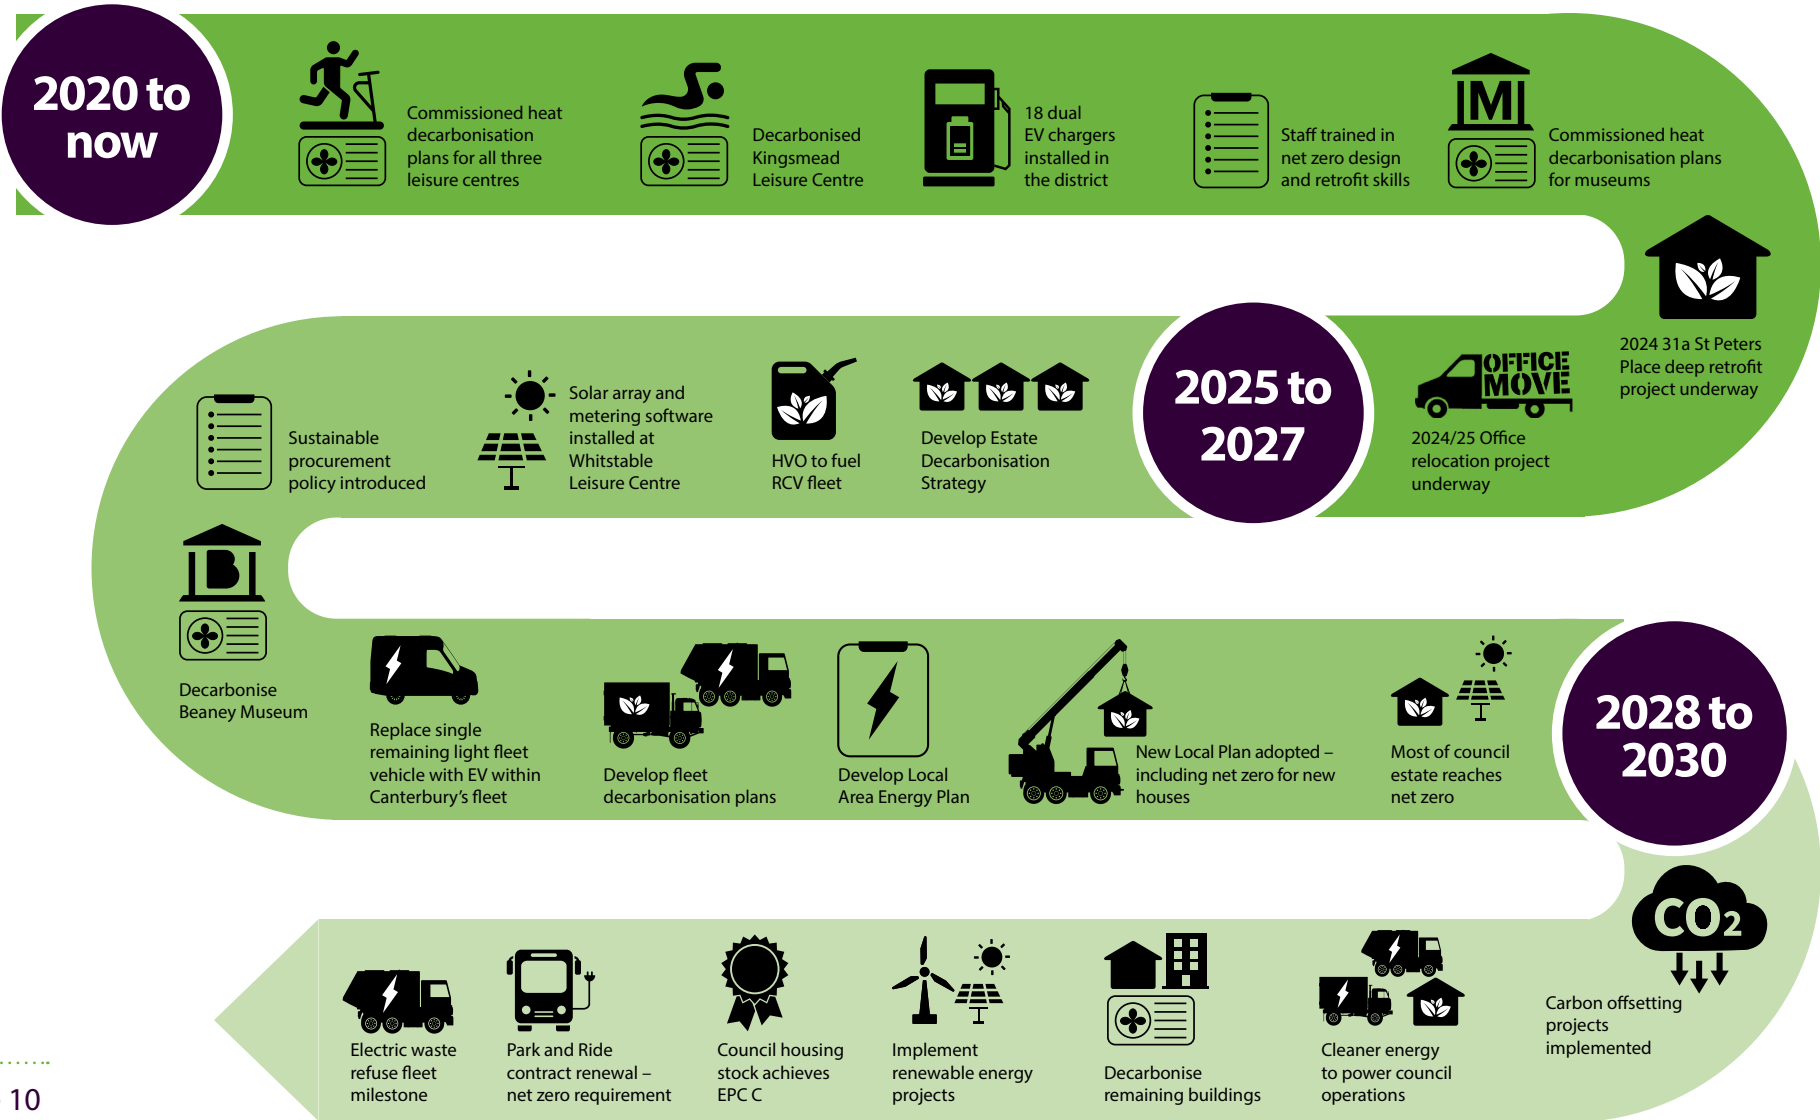 2020 to
now
Commissioned heat
decarbonisation
plans for all three
leisure centres
Decarbonised
Kingsmead
Leisure Centre
18 dual
EV chargers
installed in
the district
Staff trained in
net zero design
and retrofit skills
M
Commissioned heat
decarbonisation plans
for museums
2024 31a St Peters
Place deep retrofit
project underway
OFFICE
MOVE
2024/25 Office
relocation project
underway
2025 to
2027
Develop Estate
Decarbonisation
Strategy
HVO to fuel
RCV fleet
Solar array and
metering software
installed at
Whitstable
Leisure Centre
Sustainable
procurement
policy introduced
B
Decarbonise
Beaney Museum
Replace single
remaining light fleet
vehicle with EV within
Canterbury's fleet
Develop fleet
decarbonisation plans
Develop Local
Area Energy Plan
New Local Plan adopted –
including net zero for new
houses
Most of council
estate reaches
net zero
2028 to
2030
CO2
Carbon offsetting
projects
implemented
Cleaner energy
to power council
operations
Decarbonise
remaining buildings
Implement
renewable energy
projects
Council housing
stock achieves
EPC C
Park and Ride
contract renewal –
net zero requirement
Electric waste
refuse fleet
milestone
10